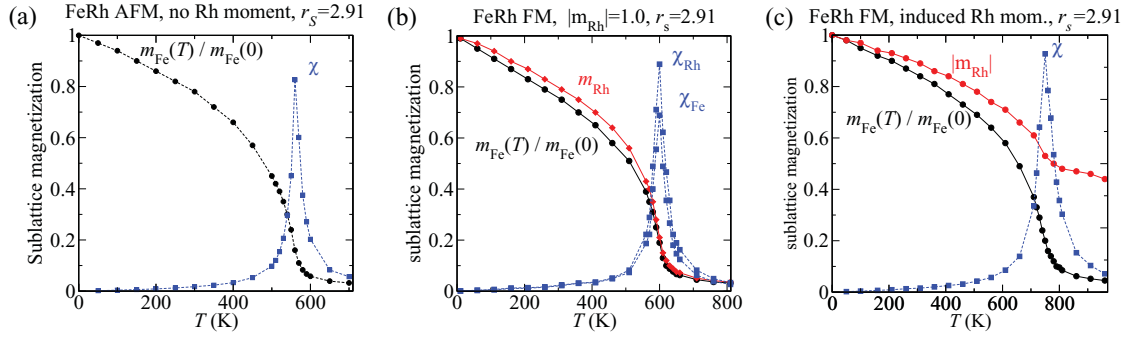 (a) FeRh AFM, no Rh moment, r_S=2.91
Sublattice magnetization
1
0.8
0.6
0.4
0.2
0
m_Fe(T) / m_Fe(0)
χ
0 200 400 600
T (K)
(b) FeRh FM, |m_Rh|=1.0, r_s=2.91
sublattice magnetization
1
0.8
0.6
0.4
0.2
0
χ_Rh
m_Rh
χ_Fe
m_Fe(T) / m_Fe(0)
0 200 400 600 800
T (K)
(c) FeRh FM, induced Rh mom., r_s=2.91
sublattice magnetization
1
0.8
0.6
0.4
0.2
0
χ
|m_Rh|
m_Fe(T) / m_Fe(0)
0 200 400 600 800
T (K)